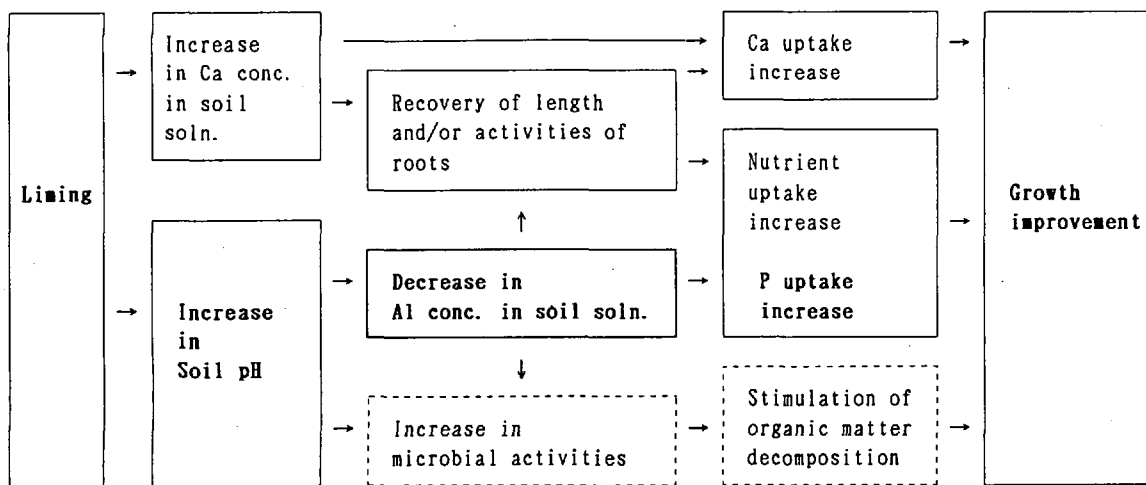 Liming
Increase
in Ca conc.
in soil
soln.
Increase
in
Soil pH
Recovery of length
and/or activities of
roots
Decrease in
Al conc. in soil soln.
Increase in
microbial activities
Ca uptake
increase
Nutrient
uptake
increase
P uptake
increase
Stimulation of
organic matter
decomposition
Growth
improvement